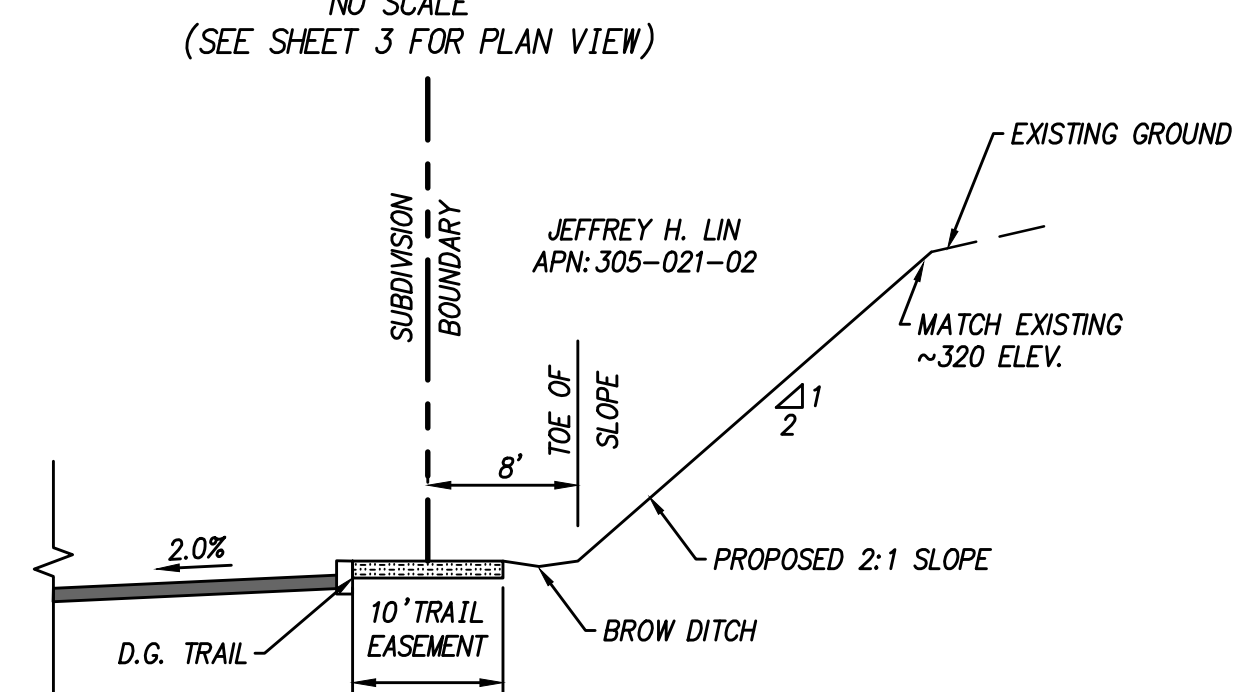 NO SCALE
(SEE SHEET 3 FOR PLAN VIEW)
EXISTING GROUND
SUBDIVISION
BOUNDARY
JEFFREY H. LIN
APN: 305-021-02
MATCH EXISTING
~320 ELEV.
TOE OF
SLOPE
1
2
8'
2.0%
PROPOSED 2:1 SLOPE
10' TRAIL
EASEMENT
BROW DITCH
D.G. TRAIL